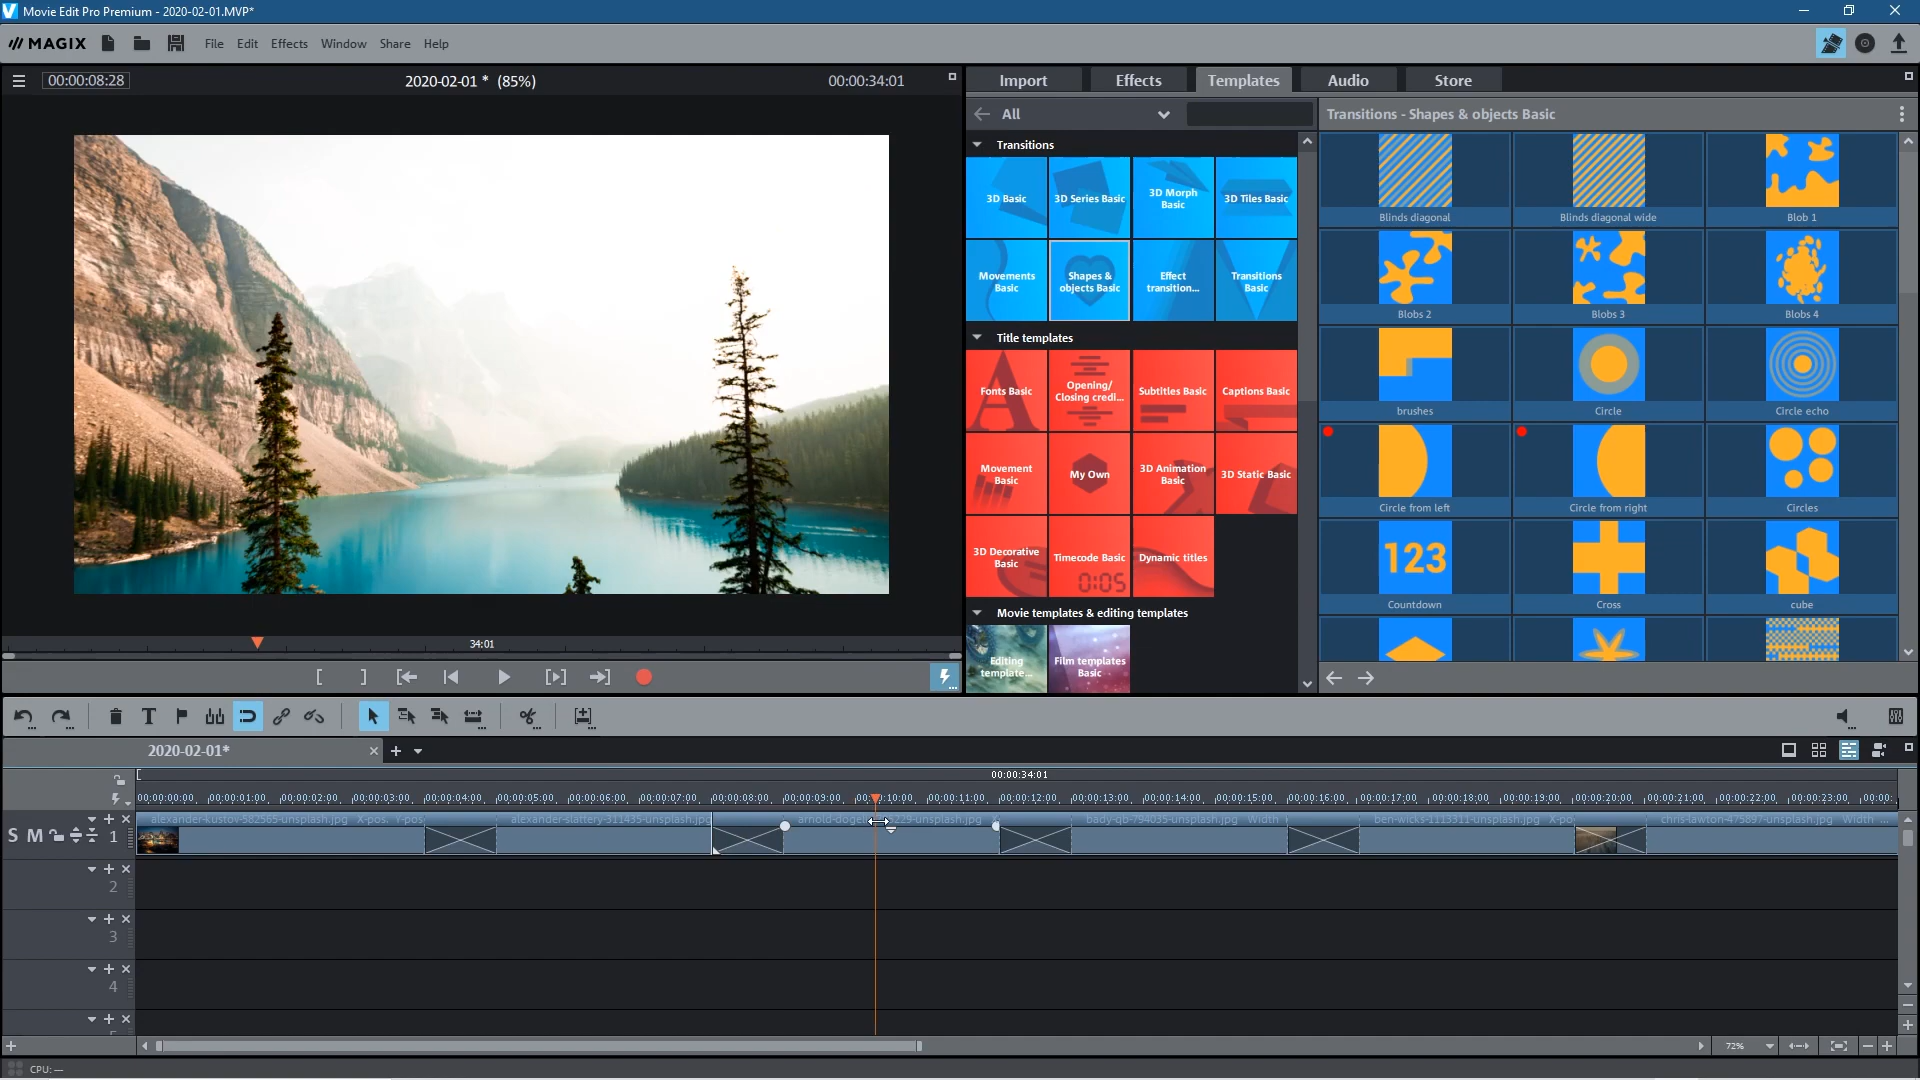 Movie Edit Pro Premium - 2020-02-01.MVP*
MAGIX File Edit Effects Window Share Help
00:00:08:28 2020-02-01 * (85%) 00:00:34:01
Import Effects Templates Audio Store
All
Transitions - Shapes & objects Basic
Transitions
3D Basic
3D Series Basic
3D Morph
Basic
3D Tiles Basic
Movements
Basic
Shapes &
objects Basic
Effect
transition...
Transitions
Basic
Title templates
Fonts Basic
Opening/
Closing credi...
Subtitles Basic
Captions Basic
Movement
Basic
My Own
3D Animation
Basic
3D Static Basic
3D Decorative
Basic
Timecode Basic
0:05
Dynamic titles
Movie templates & editing templates
Editing
template...
Film templates
Basic
Blinds diagonal
Blinds diagonal wide
Blob 1
Blobs 2
Blobs 3
Blobs 4
brushes
Circle
Circle echo
Circle from left
Circle from right
Circles
123
Countdown
Cross
cube
34:01
2020-02-01*
00:00:34:01
00:00:00:00 00:00:01:00 00:00:02:00 00:00:03:00 00:00:04:00 00:00:05:00 00:00:06:00 00:00:07:00 00:00:08:00 00:00:09:00 00:00:10:00 00:00:11:00 00:00:12:00 00:00:13:00 00:00:14:00 00:00:15:00 00:00:16:00 00:00:17:00 00:00:18:00 00:00:19:00 00:00:20:00 00:00:21:00 00:00:22:00 00:00:23:00 00:00:
alexander-kustov-582565-unsplash.jpg X-pos. Y-pos
alexander-slattery-311435-unsplash.jpg
bady-qb-794035-unsplash.jpg Width
ben-wicks-1113311-unsplash.jpg X-po
chris-lawton-475897-unsplash.jpg Width ...
S M 1
2
3
4
72%
CPU: —